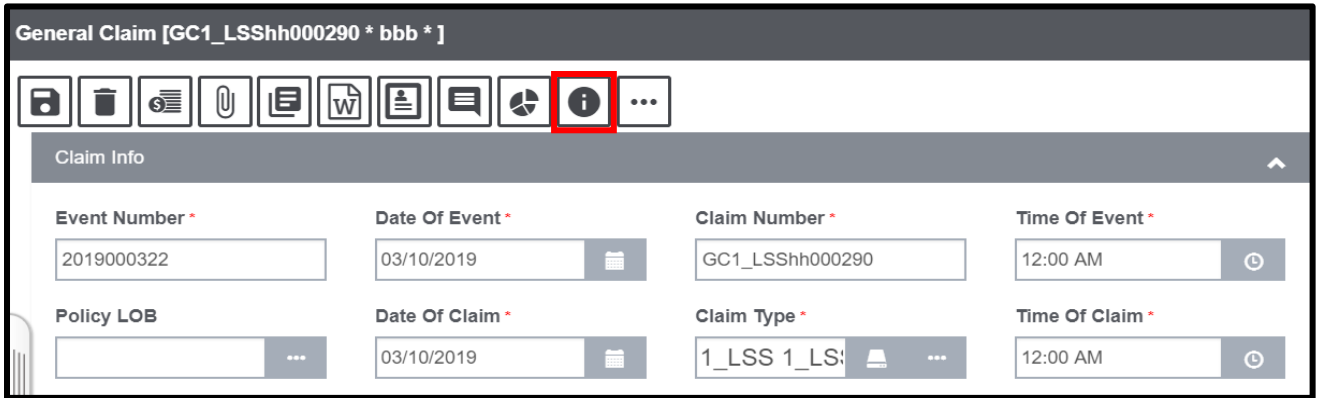 General Claim [GC1_LSShh000290 * bbb * ]
W
Claim Info
Event Number * Date Of Event * Claim Number * Time Of Event *
2019000322 03/10/2019 GC1_LSShh000290 12:00 AM
Policy LOB Date Of Claim * Claim Type * Time Of Claim *
03/10/2019 1_LSS 1_LS 12:00 AM